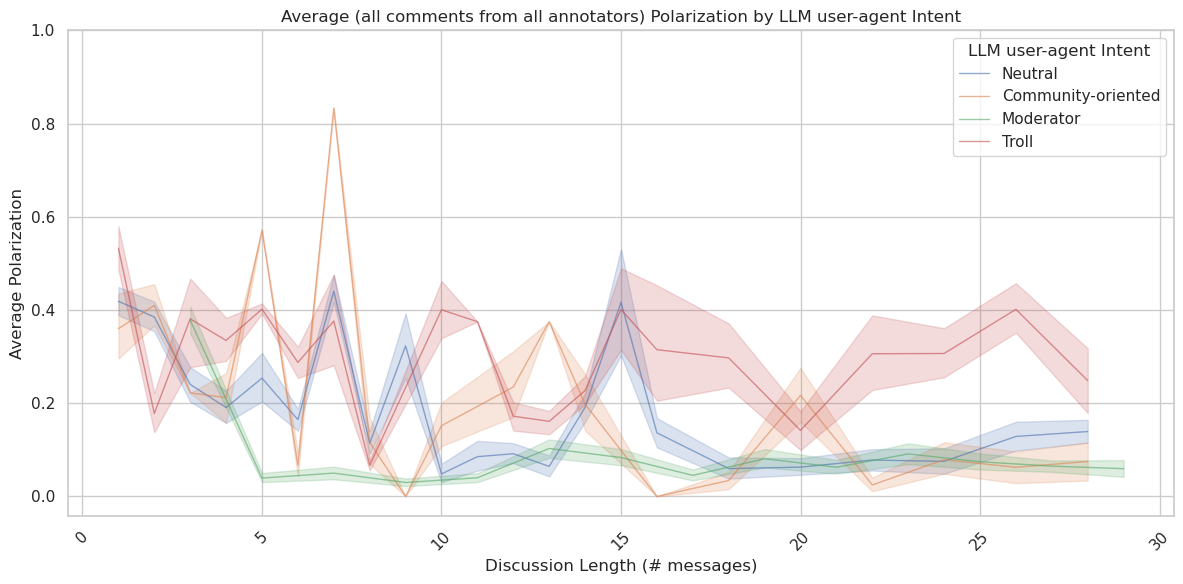 Average (all comments from all annotators) Polarization by LLM user-agent Intent
LLM user-agent Intent
Neutral
Community-oriented
Moderator
Troll
Average Polarization
1.0
0.8
0.6
0.4
0.2
0.0
0
5
10
15
20
25
30
Discussion Length (# messages)